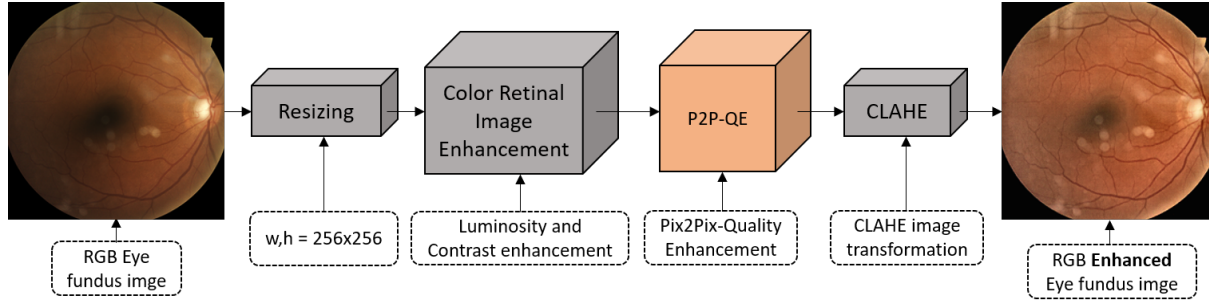 Resizing
Color Retinal
Image
Enhancement
P2P-QE
CLAHE
RGB Eye
fundus imge
w,h = 256x256
Luminosity and
Contrast enhancement
Pix2Pix-Quality
Enhancement
CLAHE image
transformation
RGB Enhanced
Eye fundus imge